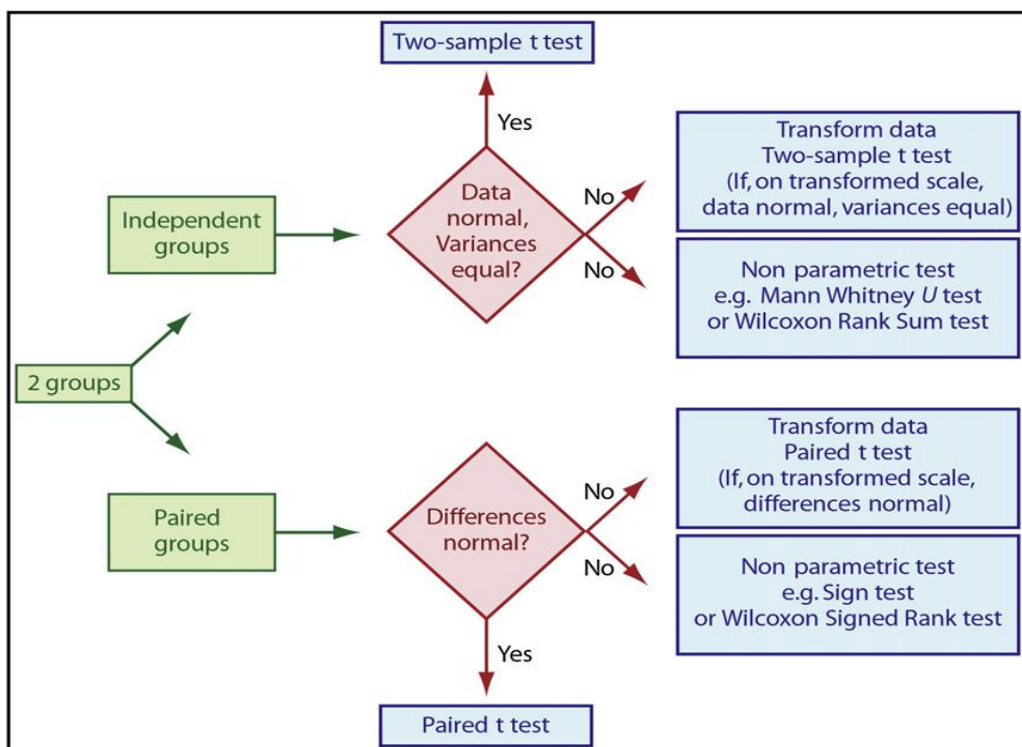 Two-sample t test
Yes
Independent
groups
Data
normal,
Variances
equal?
No
No
Transform data
Two-sample t test
(If, on transformed scale,
data normal, variances equal)
Non parametric test
e.g. Mann Whitney U test
or Wilcoxon Rank Sum test
2 groups
Paired
groups
Differences
normal?
No
No
Transform data
Paired t test
(If, on transformed scale,
differences normal)
Non parametric test
e.g. Sign test
or Wilcoxon Signed Rank test
Yes
Paired t test